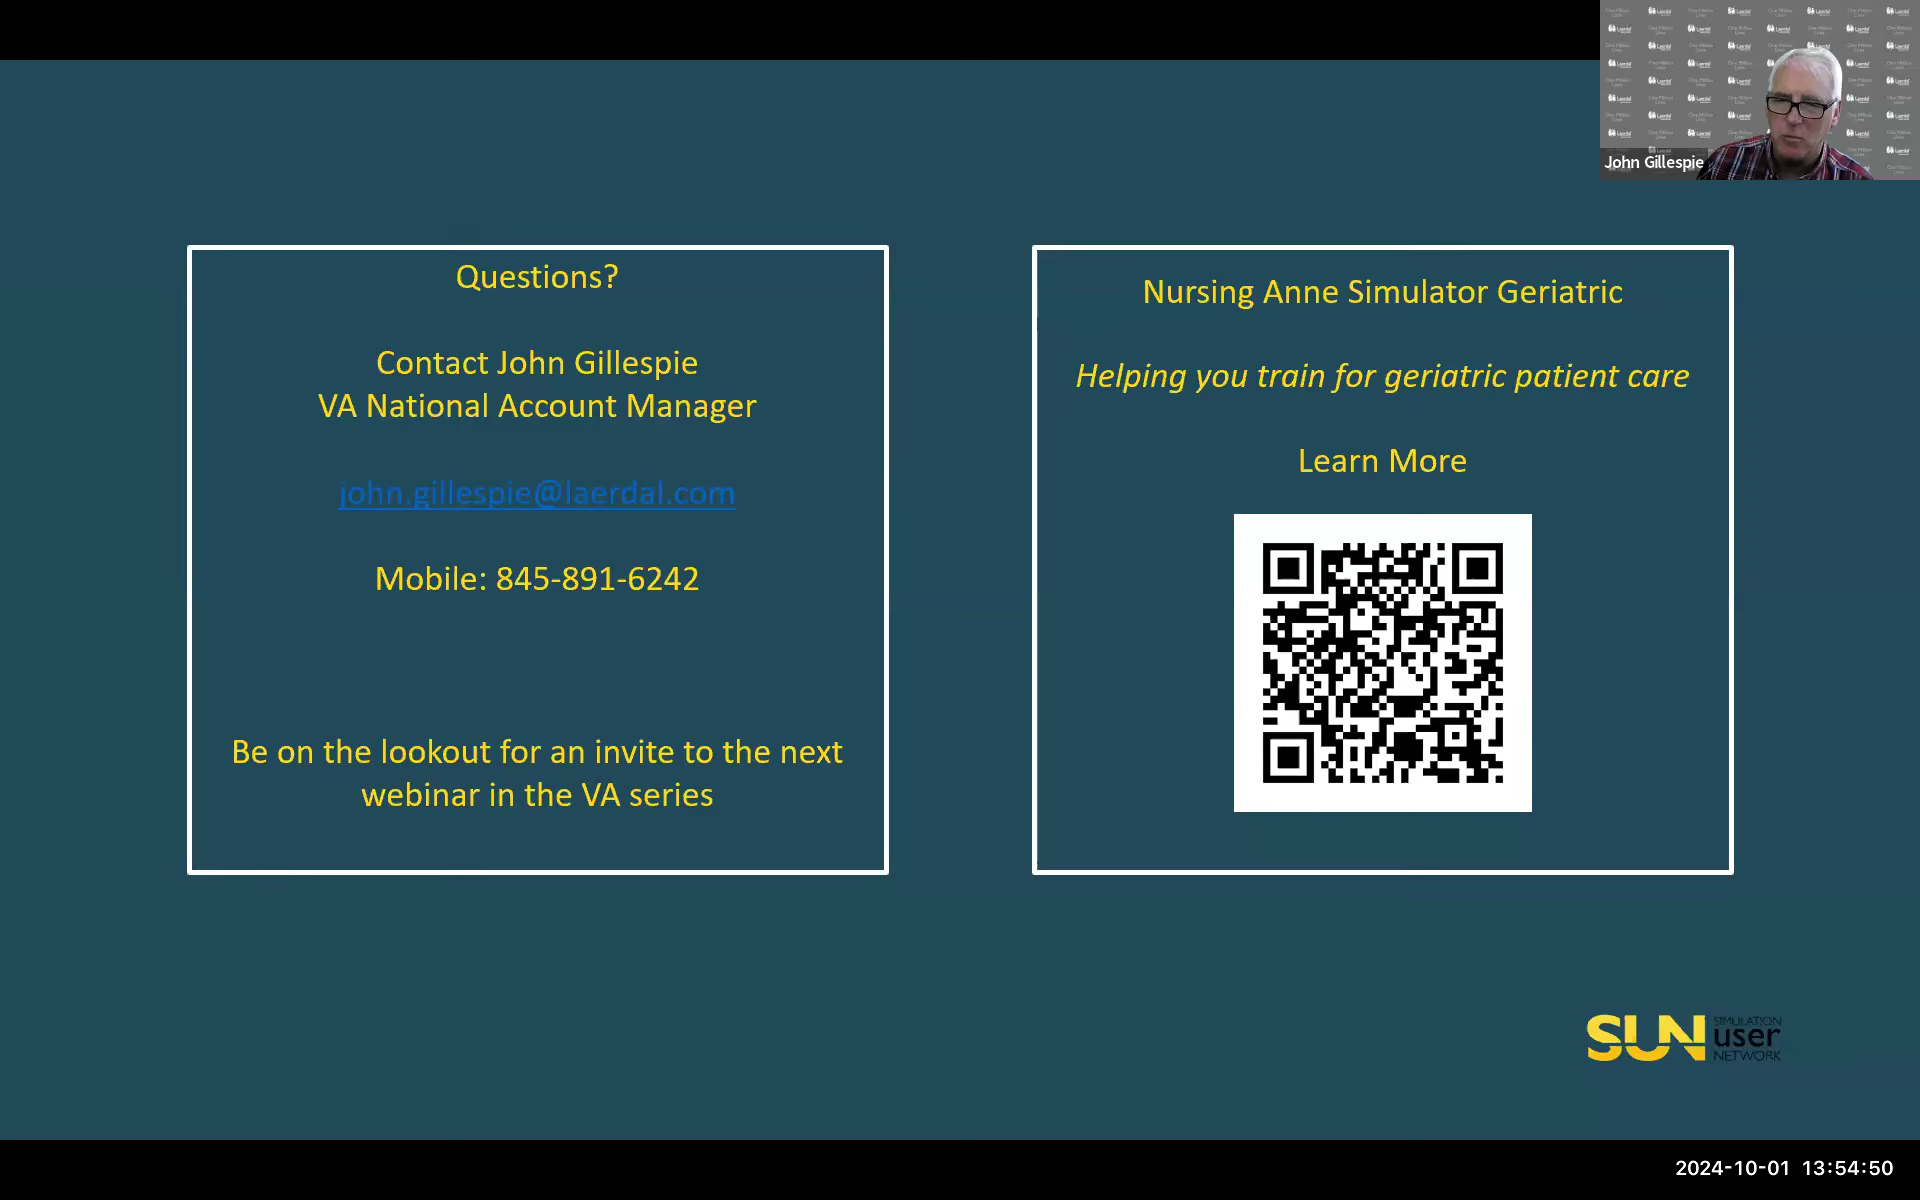 John Gillespie
Questions?
Contact John Gillespie
VA National Account Manager
john.gillespie@laerdal.com
Mobile: 845-891-6242
Be on the lookout for an invite to the next
webinar in the VA series
Nursing Anne Simulator Geriatric
Helping you train for geriatric patient care
Learn More
SUN
SIMULATION
user
NETWORK
2024-10-01 13:54:50